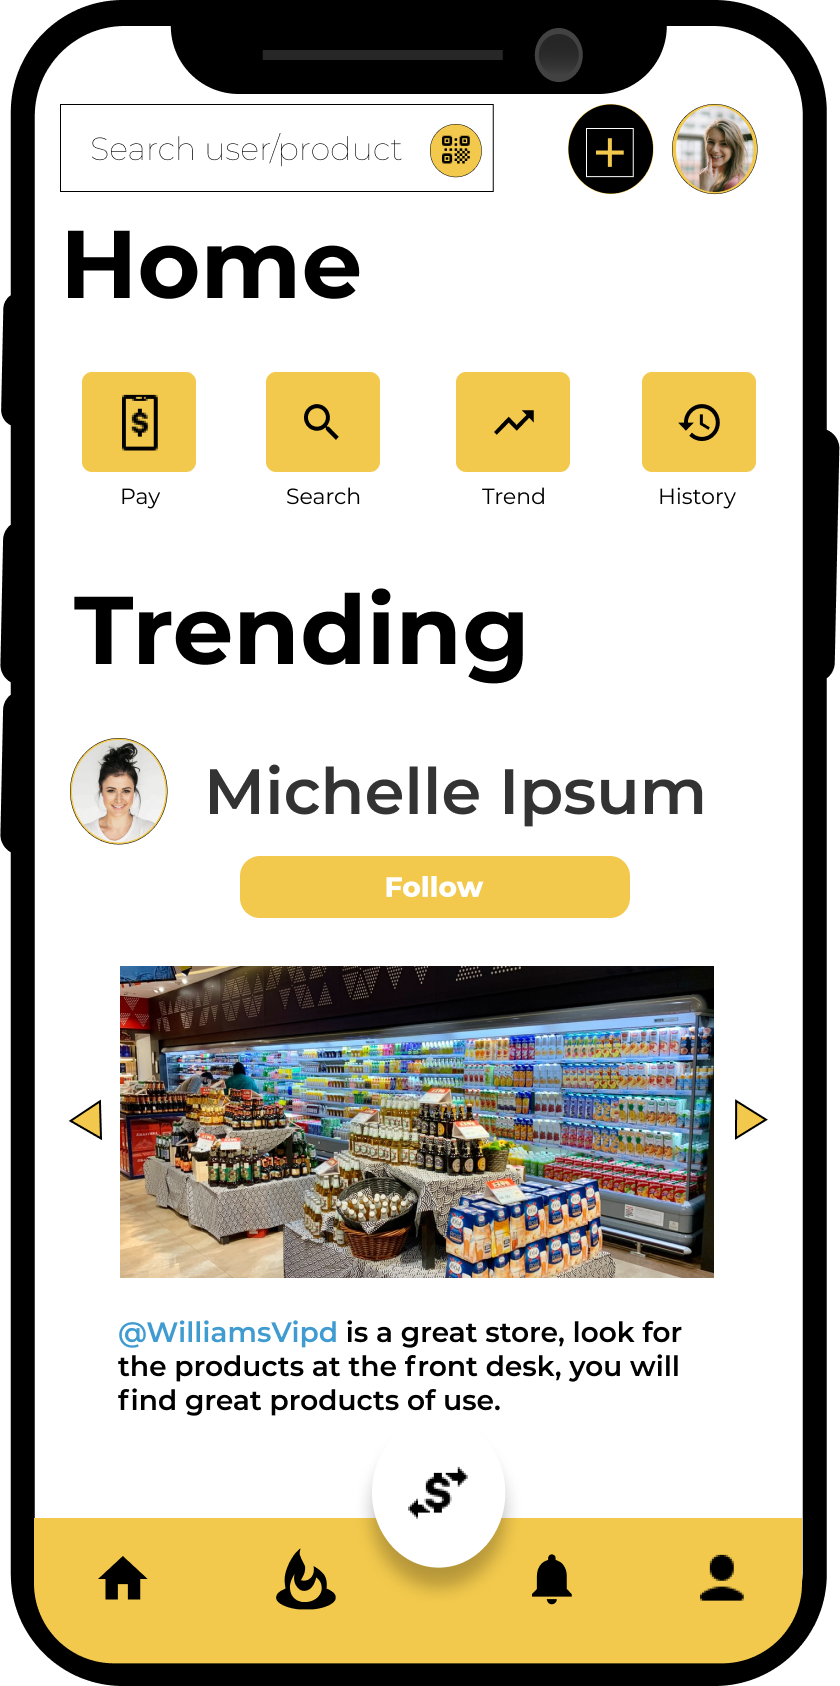 Search user/product
Home
Pay
Search
Trend
History
Trending
Michelle Ipsum
Follow
@WilliamsVipd is a great store, look for
the products at the front desk, you will
find great products of use.